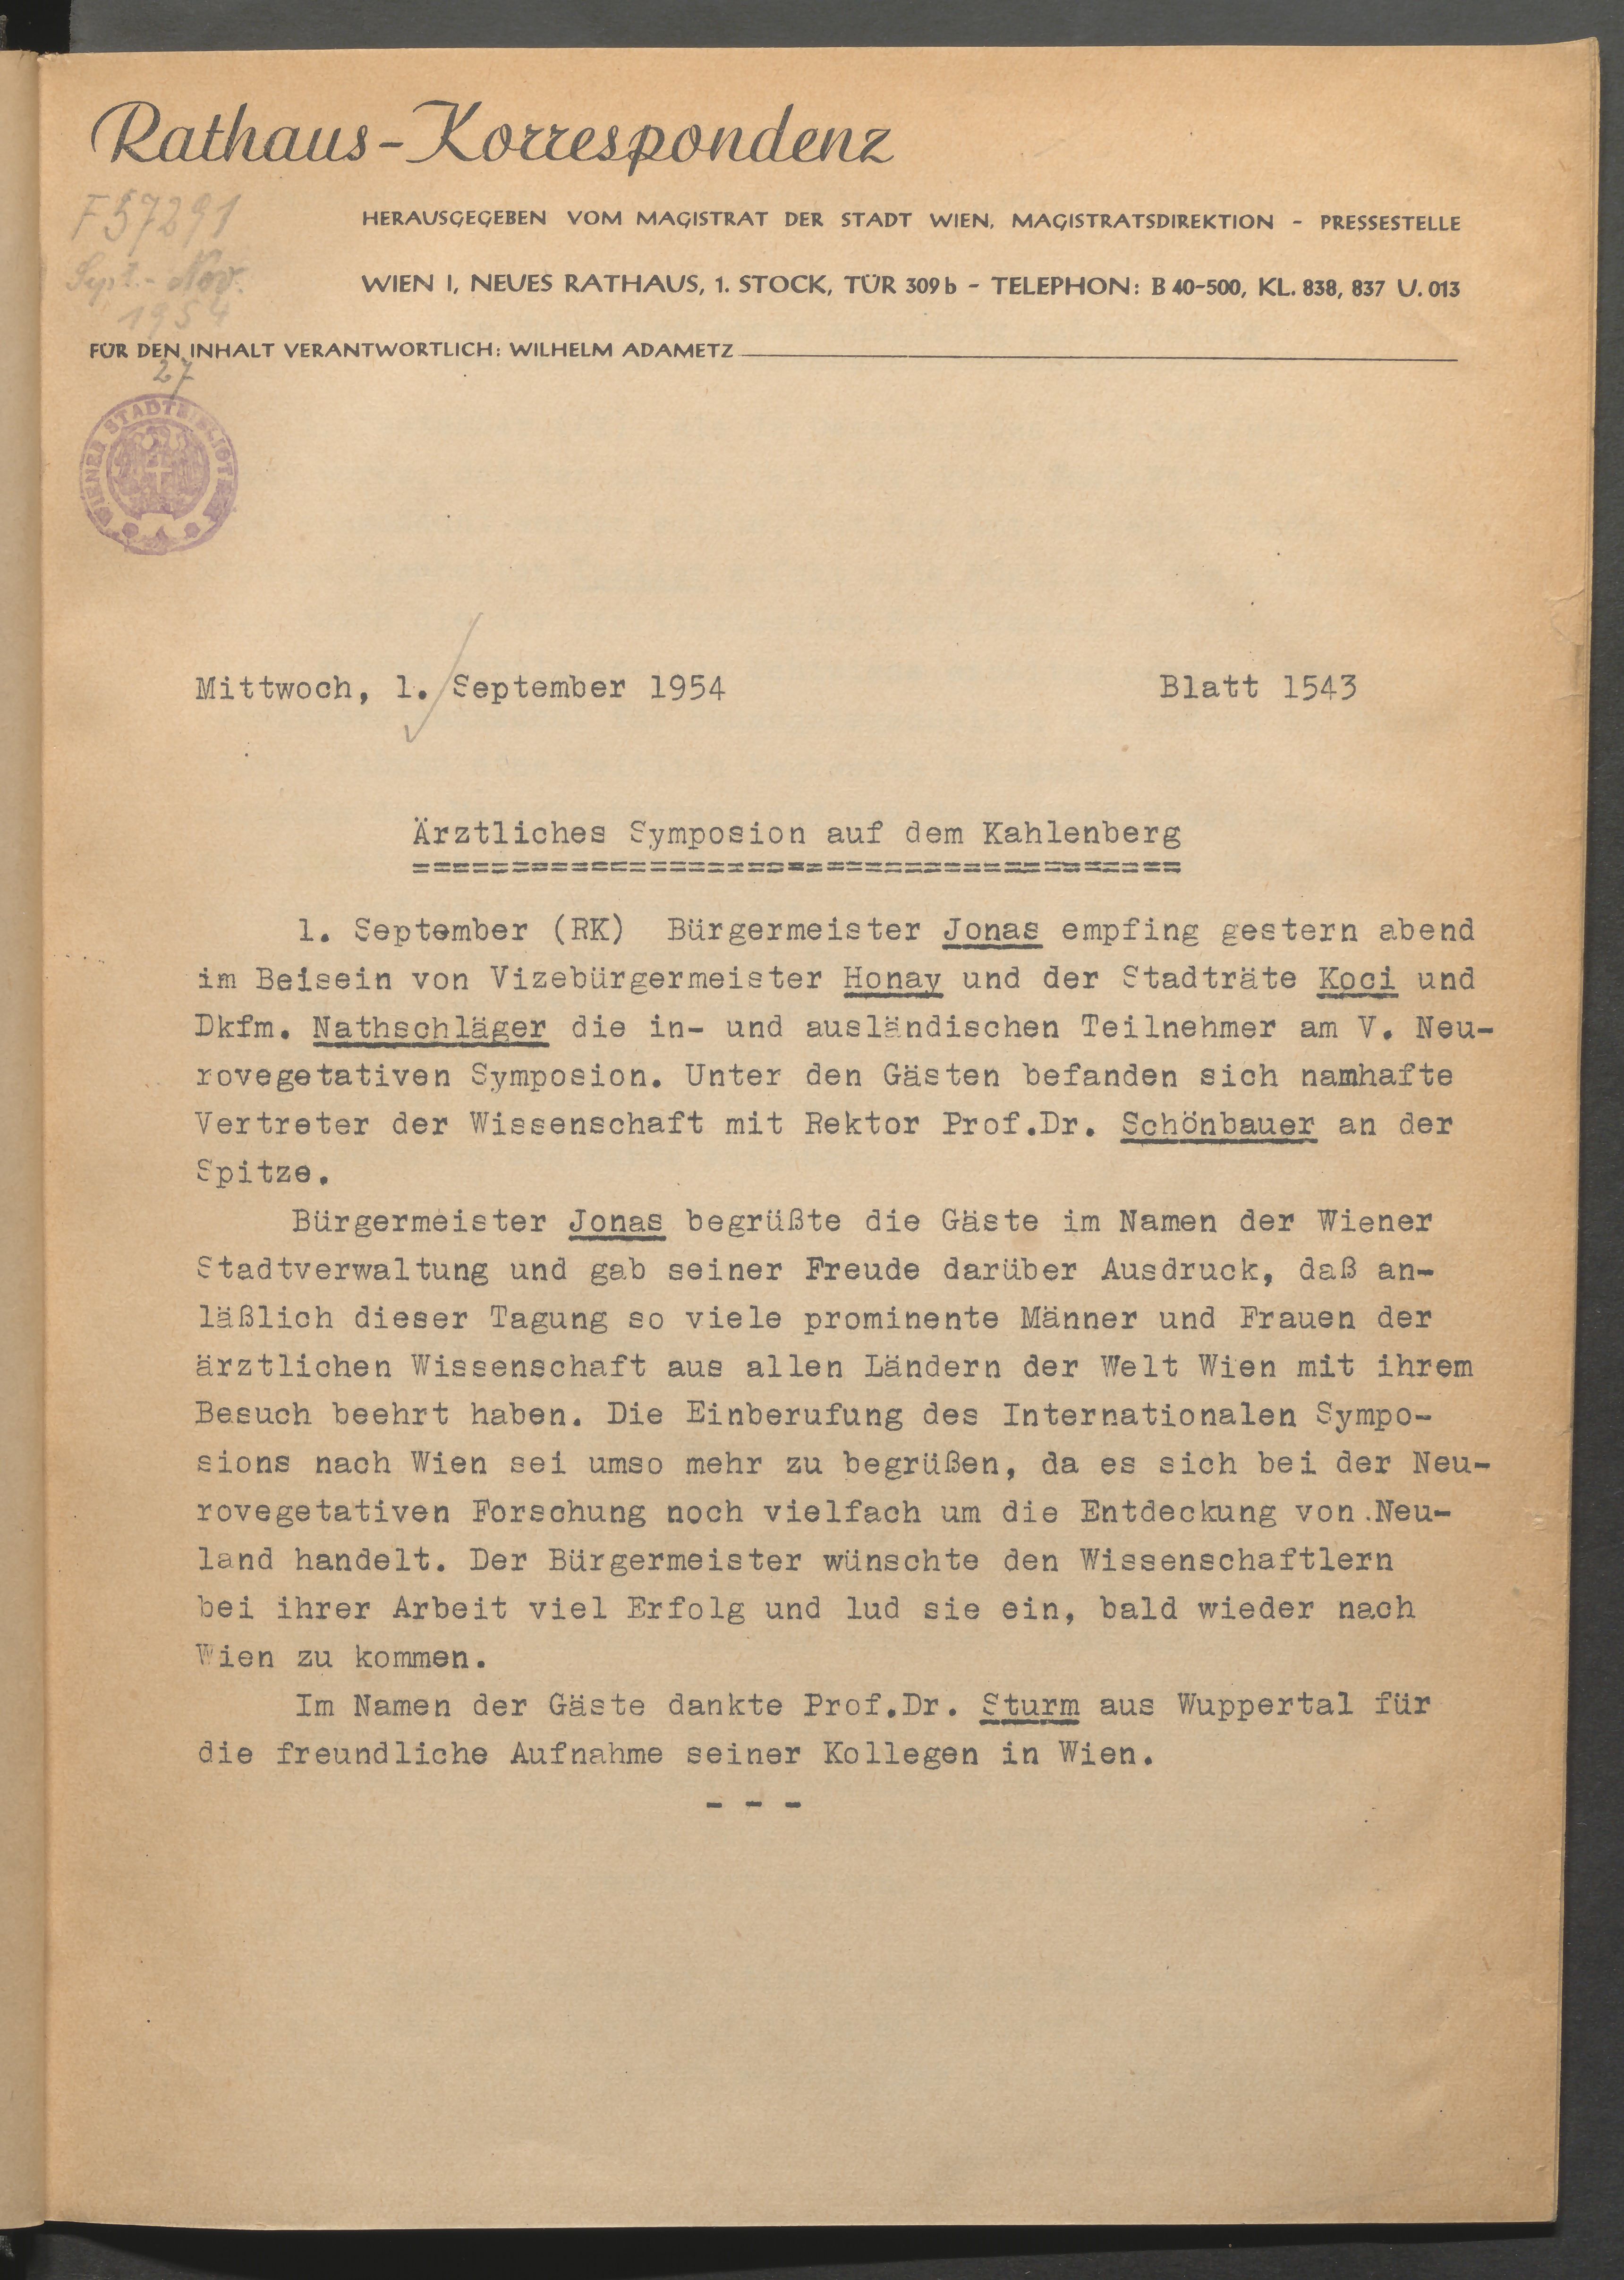 Rathaus-Korrespondenz
F 57291
HERAUSGEGEBEN VOM MAGISTRAT DER STADT WIEN, MAGISTRATSDIREKTION - PRESSESTELLE
Sept.-Nov.
WIEN I, NEUES RATHAUS, 1. STOCK, TÜR 309 b - TELEPHON: B 40-500, KL. 838, 837 U. 013
1954
FÜR DEN INHALT VERANTWORTLICH: WILHELM ADAMETZ
27
WIENER STADTBIBLIOTHEK
Mittwoch, 1. September 1954 Blatt 1543
Ärztliches Symposion auf dem Kahlenberg
=======================================
1. September (RK) Bürgermeister Jonas empfing gestern abend
im Beisein von Vizebürgermeister Honay und der Stadträte Koci und
Dkfm. Nathschläger die in- und ausländischen Teilnehmer am V. Neu-
rovegetativen Symposion. Unter den Gästen befanden sich namhafte
Vertreter der Wissenschaft mit Rektor Prof.Dr. Schönbauer an der
Spitze.
Bürgermeister Jonas begrüßte die Gäste im Namen der Wiener
Stadtverwaltung und gab seiner Freude darüber Ausdruck, daß an-
läßlich dieser Tagung so viele prominente Männer und Frauen der
ärztlichen Wissenschaft aus allen Ländern der Welt Wien mit ihrem
Besuch beehrt haben. Die Einberufung des Internationalen Sympo-
sions nach Wien sei umso mehr zu begrüßen, da es sich bei der Neu-
rovegetativen Forschung noch vielfach um die Entdeckung von Neu-
land handelt. Der Bürgermeister wünschte den Wissenschaftlern
bei ihrer Arbeit viel Erfolg und lud sie ein, bald wieder nach
Wien zu kommen.
Im Namen der Gäste dankte Prof.Dr. Sturm aus Wuppertal für
die freundliche Aufnahme seiner Kollegen in Wien.
- - -